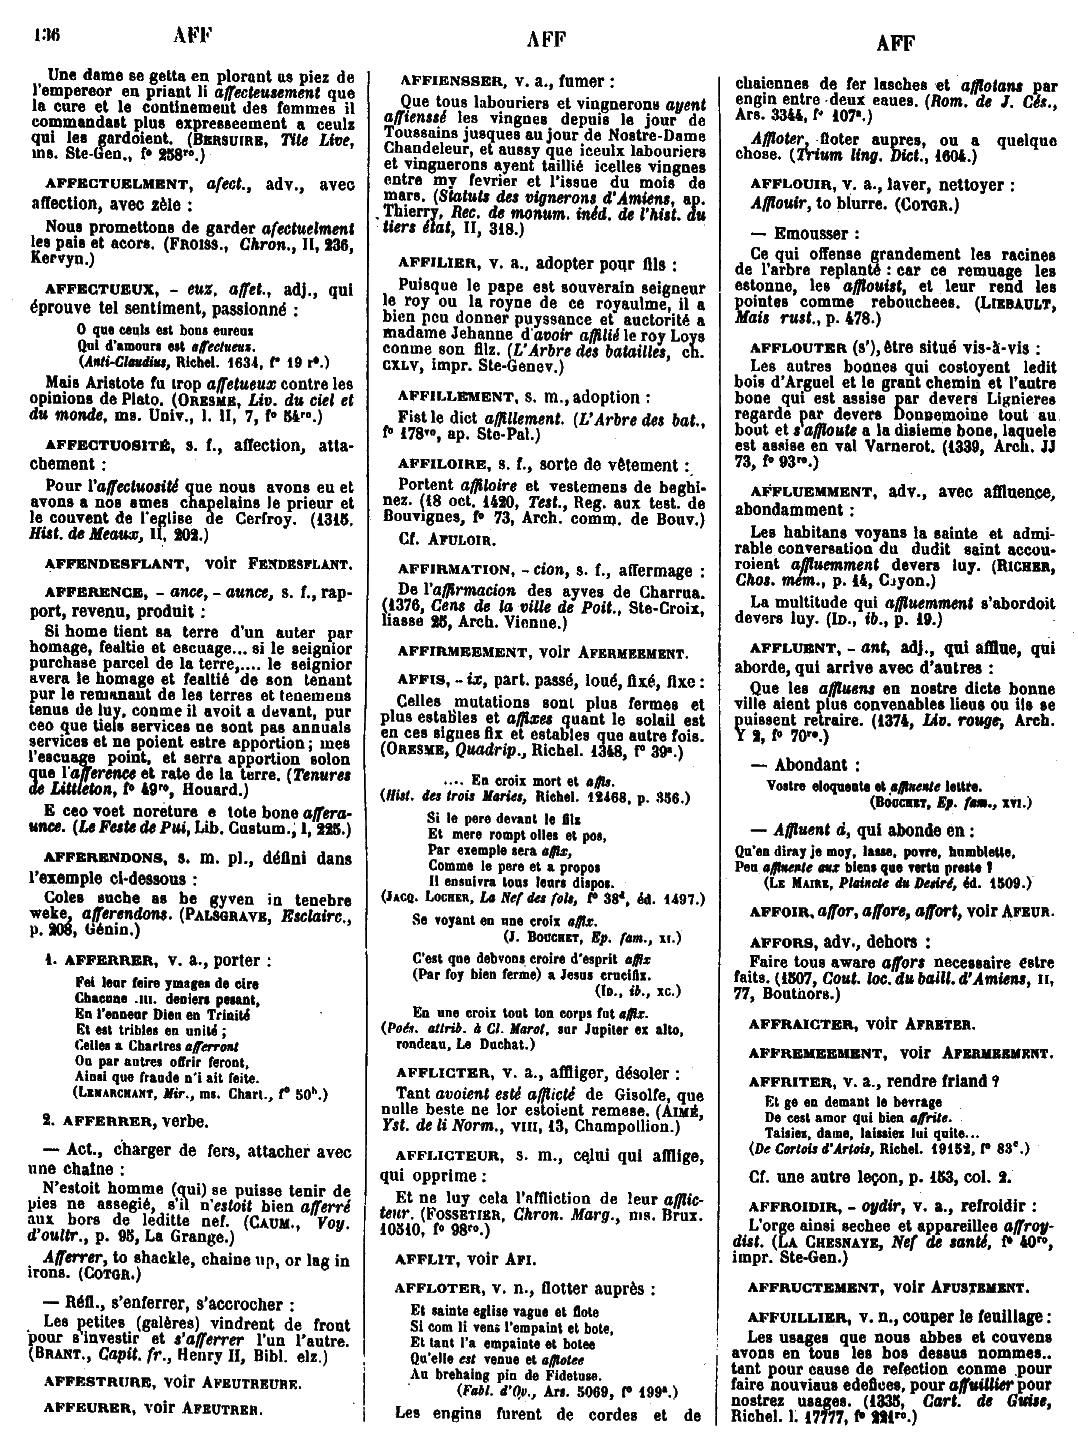 136 AFF
AFF
AFF
Une dame se getta en plorant us piez de
l'empereor en priant li affecteusement que
la cure et le continement des femmes il
commandast plus expresseement a ceulz
qui les gardoient. (BERSUIRE, Tite Live,
ms. Ste-Gen., f° 258ro.)
AFFECTUELMENT, afect., adv., avec
affection, avec zèle :
Nous promettons de garder afectuelment
les pais et acors. (FROISS., Chron., II, 236,
Kervyn.)
AFFECTUEUX, - euz, affet., adj., qui
éprouve tel sentiment, passionné :
O que ceuls est bons eureux
Qui d'amours est affectueux.
(Anti-Claudius, Richel. 1634, f° 19 r°.)
Mais Aristote fu trop affetueux contre les
opinions de Plato. (ORESME, Liv. du ciel et
du monde, ms. Univ., l. II, 7, f° 54ro.)
AFFECTUOSITÉ, s. f., affection, atta-
chement :
Pour l'affectuosité que nous avons eu et
avons a nos ames chapelains le prieur et
le couvent de l'eglise de Cerfroy. (1315,
Hist. de Meaux, II, 202.)
AFFENDESFLANT, voir FENDESFLANT.
AFFERENCE, - ance, - aunce, s. f., rap-
port, revenu, produit :
Si home tient sa terre d'un auter par
homage, fealtie et escuage... si le seignior
purchase parcel de la terre,.... le seignior
avera le homage et fealtié de son tenant
pur le remanant de les terres et tenemens
tenus de luy, comme il avoit a devant, pur
ceo que tiels services ne sont pas annuals
services et ne poient estre apportion ; mes
l'escuage point, et serra apportion solon
que l'afference et rate de la terre. (Tenures
de Littleton, f° 49ro, Houard.)
E ceo voet noreture e tote bone affera-
unce. (Le Feste de Pui, Lib. Custum., I, 225.)
AFFERENDONS, s. m. pl., défini dans
l'exemple ci-dessous :
Coles suche as be gyven in tenebre
weke, afferendons. (PALSGRAVE, Esclairc.,
p. 208, Génin.)
1. AFFERRER, v. a., porter :
Fei leur feire ymages de cire
Chacune .III. deniers pesant,
En l'enneur Dieu en Trinité
Et est tribles en unité ;
Celles a Chartres afferront
Ou par autres offrir feront,
Ainsi que fraude n'i ait feite.
(LEMARCHANT, Mir., ms. Chart., f° 50b.)
2. AFFERRER, verbe.
— Act., charger de fers, attacher avec
une chaîne :
N'estoit homme (qui) se puisse tenir de
pies ne assegié, s'il n'estoit bien afferré
aux bors de leditte nef. (CAUM., Voy.
d'oultr., p. 95, La Grange.)
Afferrer, to shackle, chaine up, or lag in
irons. (COTGR.)
— Réfl., s'enferrer, s'accrocher :
Les petites (galères) vindrent de front
pour s'investir et s'afferrer l'un l'autre.
(BRANT., Capit. fr., Henry II, Bibl. elz.)
AFFESTRURE, voir AFEUTREURE.
AFFEURER, voir AFEUTRER.
AFFIENSSER, v. a., fumer :
Que tous labouriers et vingnerons ayent
affienssé les vingnes depuis le jour de
Toussains jusques au jour de Nostre-Dame
Chandeleur, et aussy que iceulx labouriers
et vingnerons ayent taillié icelles vingnes
entre my fevrier et l'issue du mois de
mars. (Statuts des vignerons d'Amiens, ap.
Thierry, Rec. de monum. inéd. de l'hist. du
tiers état, II, 318.)
AFFILIER, v. a., adopter pour fils :
Puisque le pape est souverain seigneur
le roy ou la royne de ce royaulme, il a
bien peu donner puyssance et auctorité a
madame Jehanne d'avoir affilié le roy Loys
comme son filz. (L'Arbre des batailles, ch.
CXLV, impr. Ste-Genev.)
AFFILLEMENT, s. m., adoption :
Fist le dict affillement. (L'Arbre des bat.,
f° 178vo, ap. Ste-Pal.)
AFFILOIRE, s. f., sorte de vêtement :
Portent affiloire et vestemens de beghi-
nez. (18 oct. 1420, Test., Reg. aux test. de
Bouvignes, f° 73, Arch. comm. de Bouv.)
Cf. AFULOIR.
AFFIRMATION, - cion, s. f., affermage :
De l'affirmacion des ayves de Charrua.
(1376, Cens de la ville de Poit., Ste-Croix,
liasse 25, Arch. Vienne.)
AFFIRMEEMENT, voir AFERMEEMENT.
AFFIS, - ix, part. passé, loué, fixé, fixe :
Celles mutations sont plus fermes et
plus estables et affixes quant le solail est
en ces signes fix et estables que autre fois.
(ORESME, Quadrip., Richel. 1348, f° 39a.)
.... En croix mort et affis.
(Hist. des trois Maries, Richel. 12468, p. 356.)
Si le pere devant le filz
Et mere rompt olles et pos,
Par exemple sera affix,
Comme le pere et a propos
Il ensuivra tous leurs dispos.
(JACQ. LOCHER, La Nef des fols, f° 38d, éd. 1497.)
Se voyant en une croix affix.
(J. BOUCHET, Ep. fam., XI.)
C'est que debvons croire d'esprit affix
(Par foy bien ferme) a Jesus crucifix.
(ID., ib., XC.)
En une croix tout ton corps fut affix.
(Poés. attrib. à Cl. Marot, sur Jupiter ex alto,
rondeau, Le Duchat.)
AFFLICTER, v. a., affliger, désoler :
Tant avoient esté afflicté de Gisolfe, que
nulle beste ne lor estoient remese. (AIMÉ,
Yst. de li Norm., VIII, 13, Champollion.)
AFFLICTEUR, s. m., celui qui afflige,
qui opprime :
Et ne luy cela l'affliction de leur afflic-
teur. (FOSSETIER, Chron. Marg., ms. Brux.
10510, f° 98ro.)
AFFLIT, voir AFI.
AFFLOTER, v. n., flotter auprès :
Et sainte eglise vague et flote
Si com li vens l'empaint et bote,
Et tant l'a empainte et botee
Qu'elle est venue et afflotee
Au brehaing pin de Fidetuse.
(Fabl. d'Ov., Ars. 5069, f° 199a.)
Les engins furent de cordes et de
chaiennes de fer lasches et afflotans par
engin entre deux eaues. (Rom. de J. Cés.,
Ars. 3344, f° 107a.)
Affloter, floter aupres, ou a quelque
chose. (Trium ling. Dict., 1604.)
AFFLOUIR, v. a., laver, nettoyer :
Afflouir, to blurre. (COTGR.)
— Emousser :
Ce qui offense grandement les racines
de l'arbre replanté : car ce remuage les
estonne, les afflouist, et leur rend les
pointes comme rebouchees. (LIEBAULT,
Mais rust., p. 478.)
AFFLOUTER (s'), être situé vis-à-vis :
Les autres bonnes qui costoyent ledit
bois d'Arguel et le grant chemin et l'autre
bone qui est assise par devers Lignieres
regarde par devers Donnemoine tout au
bout et s'affloute a la disieme bone, laquele
est assise en val Varnerot. (1339, Arch. JJ
73, f° 93ro.)
AFFLUEMMENT, adv., avec affluence,
abondamment :
Les habitans voyans la sainte et admi-
rable conversation du dudit saint accou-
roient affluemment devers luy. (RICHER,
Chos. mém., p. 14, Cayon.)
La multitude qui affluemment s'abordoit
devers luy. (ID., ib., p. 19.)
AFFLUENT, - ant, adj., qui afflue, qui
aborde, qui arrive avec d'autres :
Que les affluens en nostre dicte bonne
ville aient plus convenables lieus ou ils se
puissent retraire. (1374, Liv. rouge, Arch.
Y 2, f° 70ro.)
— Abondant :
Vostre eloquente et affluente lettre.
(BOUCHET, Ep. fam., XVI.)
— Affluent à, qui abonde en :
Qu'en diray je moy, lasse, povre, humblette,
Peu affluente aux biens que vertu preste ?
(LE MAIRE, Plaincte du Desiré, éd. 1509.)
AFFOIR, affor, affore, affort, voir AFEUR.
AFFORS, adv., dehors :
Faire tous aware affors necessaire estre
faits. (1507, Cout. loc. du baill. d'Amiens, II,
77, Bouthors.)
AFFRAICTER, voir AFRETER.
AFFREMEEMENT, voir AFERMEEMENT.
AFFRITER, v. a., rendre friand ?
Et ge en demant le bevrage
De cest amor qui bien affrite.
Taisiez, dame, laissiez lui quite...
(De Cortois d'Artois, Richel. 19152, f° 83c.)
Cf. une autre leçon, p. 153, col. 2.
AFFROIDIR, - oydir, v. a., refroidir :
L'orge ainsi sechee et appareillee affroy-
dist. (LA CHESNAYE, Nef de santé, f° 40ro,
impr. Ste-Gen.)
AFFRUCTEMENT, voir AFUSTEMENT.
AFFUILLIER, v. n., couper le feuillage :
Les usages que nous abbes et couvens
avons en tous les bos dessus nommes..
tant pour cause de refection conme pour
faire nouviaus edefices, pour affuillier pour
nostrez usages. (1335, Cart. de Guise,
Richel. l. 17777, f° 221ro.)